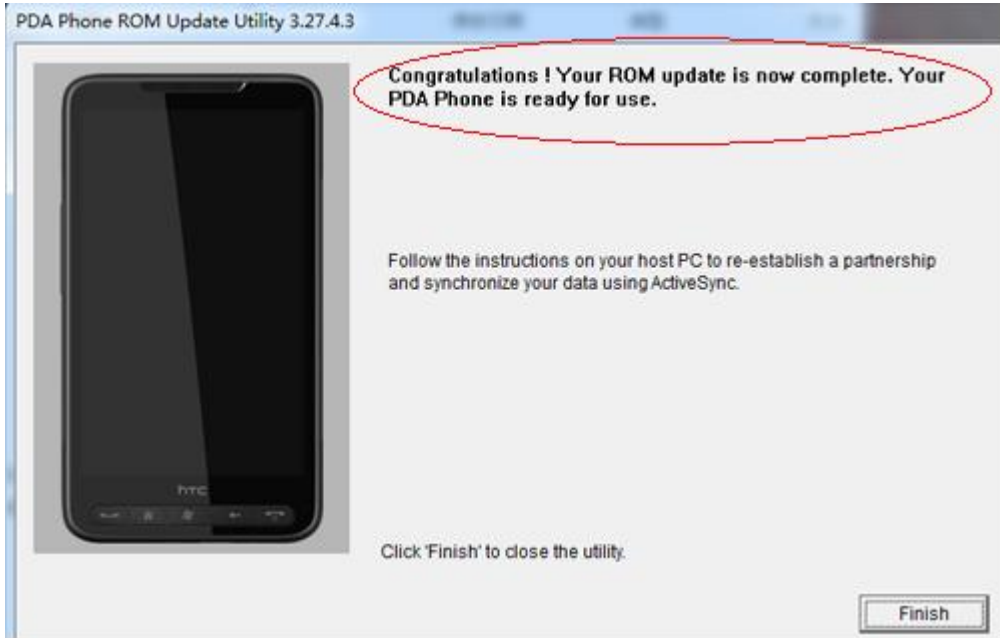 PDA Phone ROM Update Utility 3.27.4.3
Congratulations ! Your ROM update is now complete. Your
PDA Phone is ready for use.
Follow the instructions on your host PC to re-establish a partnership
and synchronize your data using ActiveSync.
hTC
Click 'Finish' to close the utility.
Finish